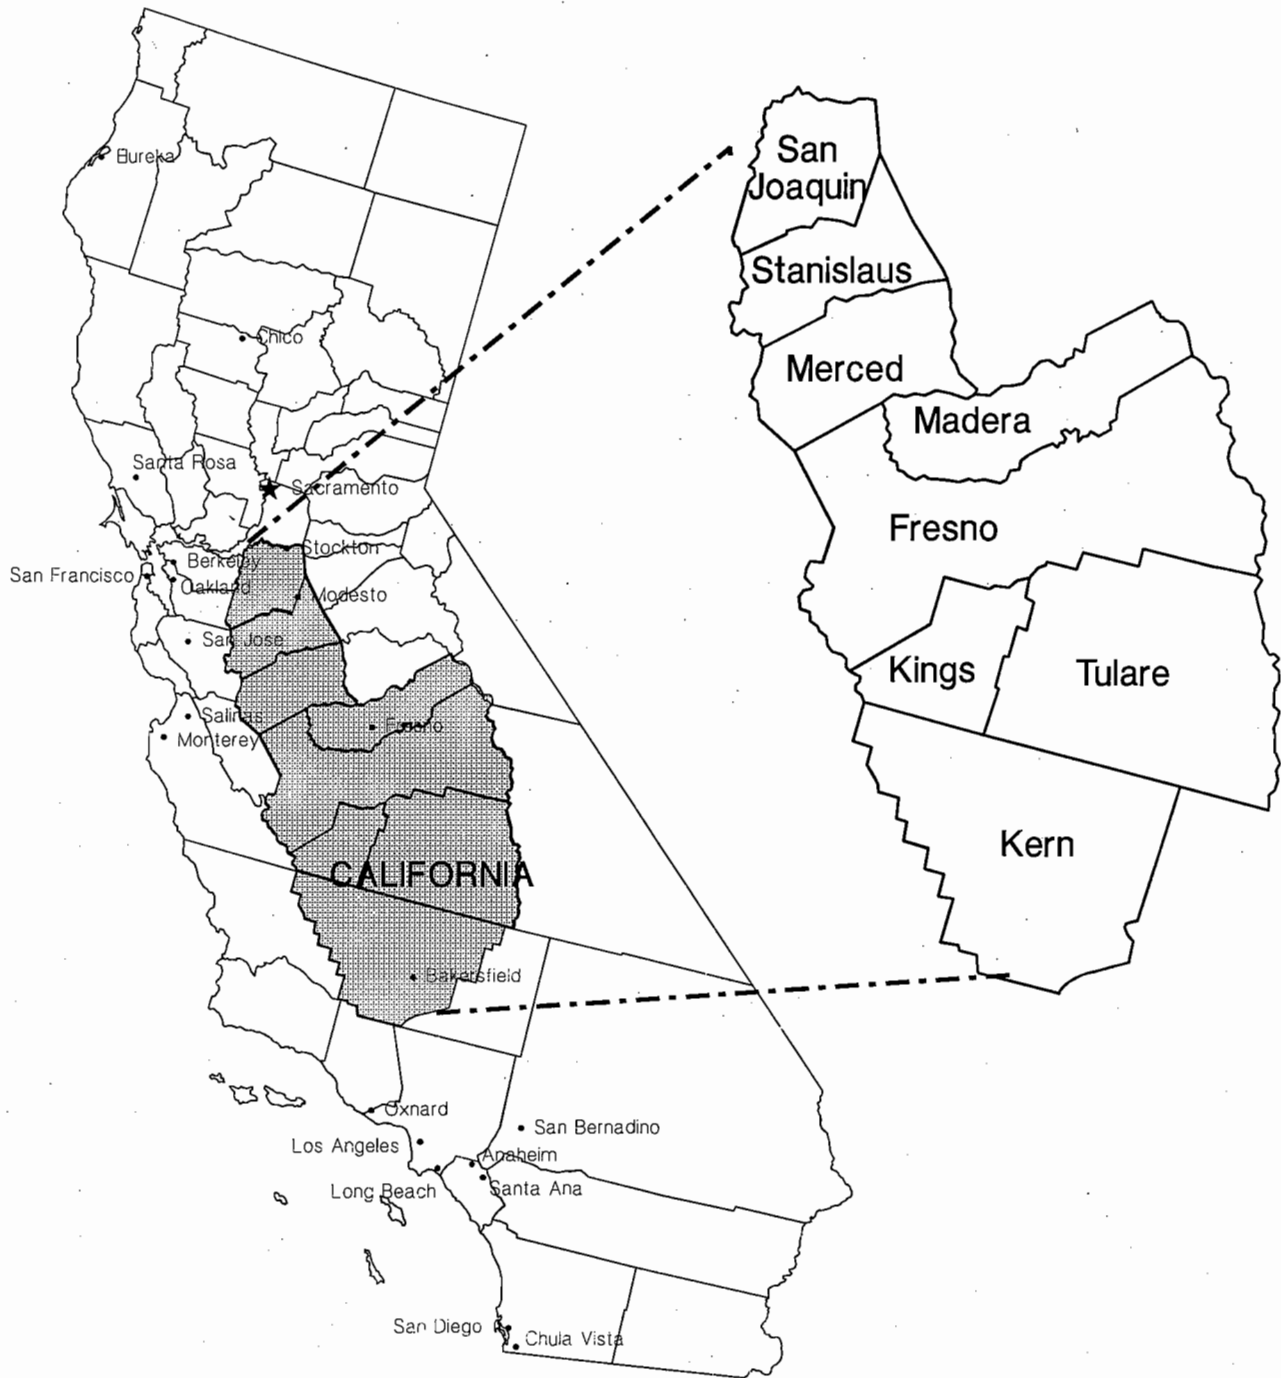 Eureka
Chico
Santa Rosa
Sacramento
Stockton
Berkeley
San Francisco
Oakland
Modesto
San Jose
Salinas
Fresno
Monterey
CALIFORNIA
Bakersfield
Oxnard
San Bernadino
Los Angeles
Anaheim
Long Beach
Santa Ana
San Diego
Chula Vista
San
Joaquin
Stanislaus
Merced
Madera
Fresno
Kings
Tulare
Kern